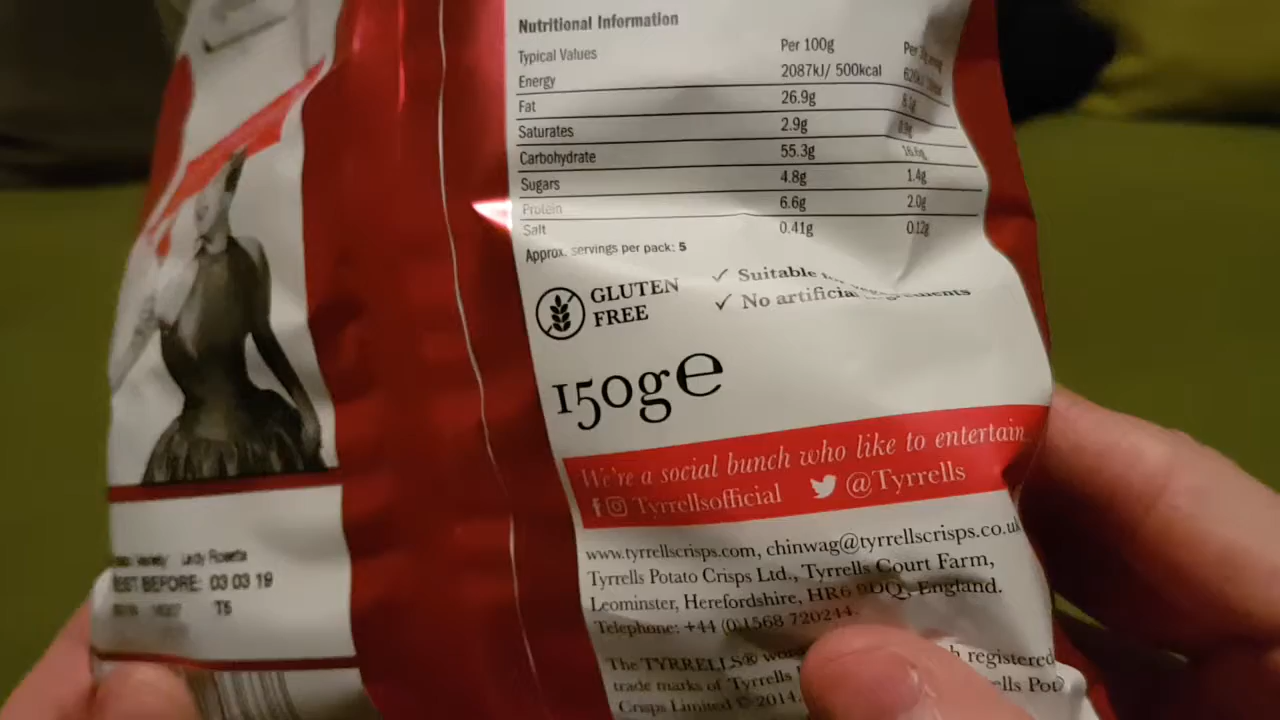 Nutritional Information
Typical Values Per 100g Per
Energy 2087kJ/ 500kcal
Fat 26.9g
Saturates 2.9g
Carbohydrate 55.3g
Sugars 4.8g 1.4g
Protein 6.6g 2.0g
Salt 0.41g 0.12g
Approx. servings per pack: 5
GLUTEN
FREE
✓ Suitable
✓ No artificial
150g℮
We're a social bunch who like to entertain
Tyrrellsofficial @Tyrrells
www.tyrrellscrisps.com, chinwag@tyrrellscrisps.co.uk
Tyrrells Potato Crisps Ltd., Tyrrells Court Farm,
Leominster, Herefordshire, HR6 9DQ, England.
Telephone: +44 (0)1568 720244.
The TYRRELLS® registered
trade marks of Tyrrells
Crisps Limited © 2014.
Lady Rosetta
BEST BEFORE: 03 03 19
T5